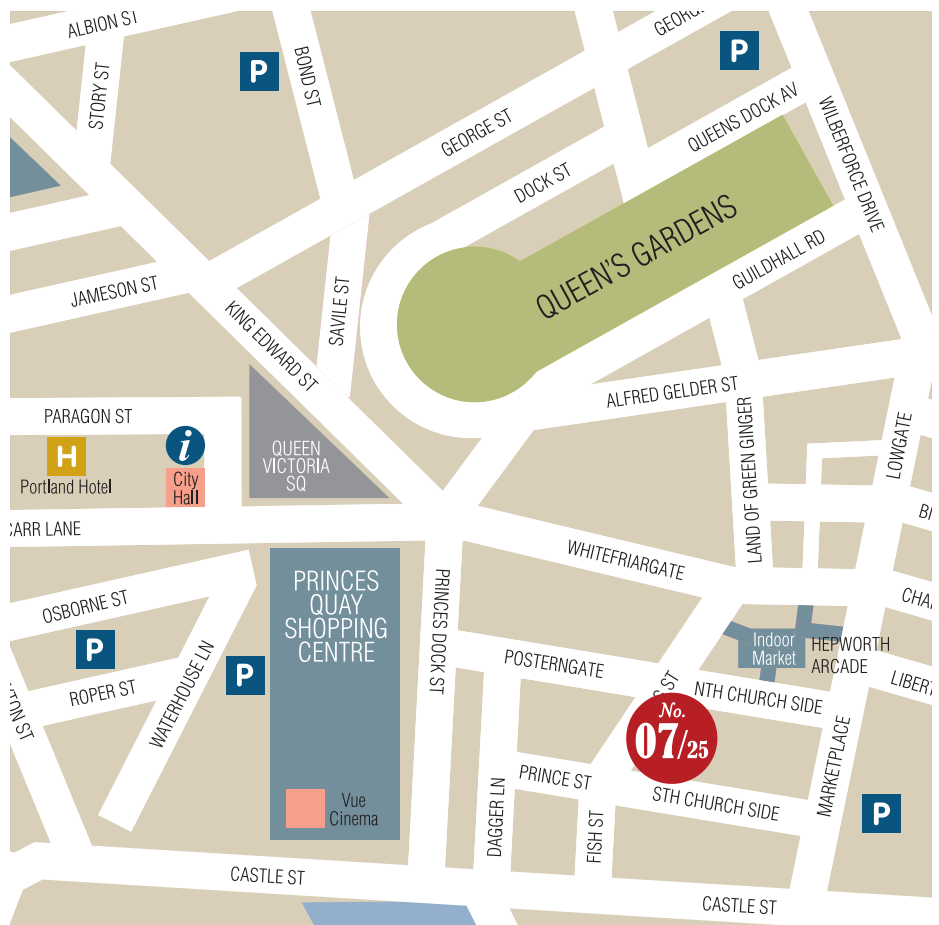 ALBION ST
STORY ST
P
BOND ST
GEORGE ST
P
QUEENS DOCK AV
WILBERFORCE DRIVE
DOCK ST
QUEEN'S GARDENS
GUILDHALL RD
JAMESON ST
KING EDWARD ST
SAVILE ST
ALFRED GELDER ST
PARAGON ST
H
Portland Hotel
i
City
Hall
QUEEN
VICTORIA
SQ
LAND OF GREEN GINGER
LOWGATE
CARR LANE
WHITEFRIARGATE
PRINCES
QUAY
SHOPPING
CENTRE
PRINCES DOCK ST
OSBORNE ST
P
ROPER ST
WATERHOUSE LN
P
POSTERNGATE
Indoor
Market
HEPWORTH
ARCADE
NTH CHURCH SIDE
No.
07/25
PRINCE ST
STH CHURCH SIDE
MARKETPLACE
P
DAGGER LN
FISH ST
Vue
Cinema
CASTLE ST
CASTLE ST